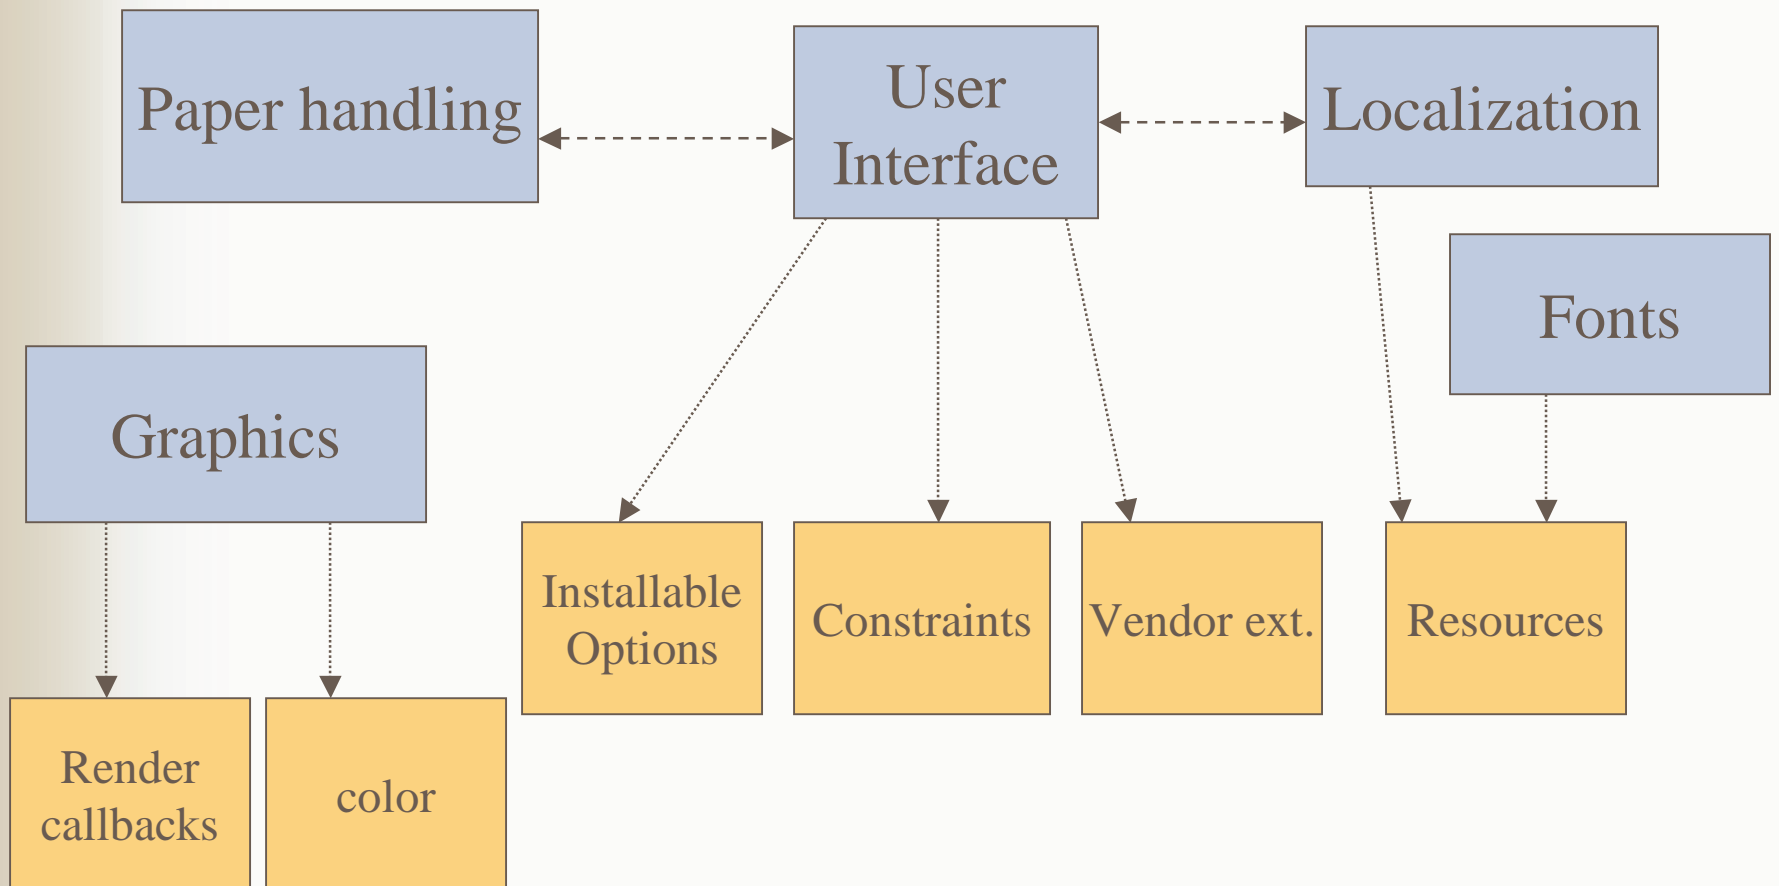 Paper handling
User
Interface
Localization
Fonts
Graphics
Installable
Options
Constraints
Vendor ext.
Resources
Render
callbacks
color